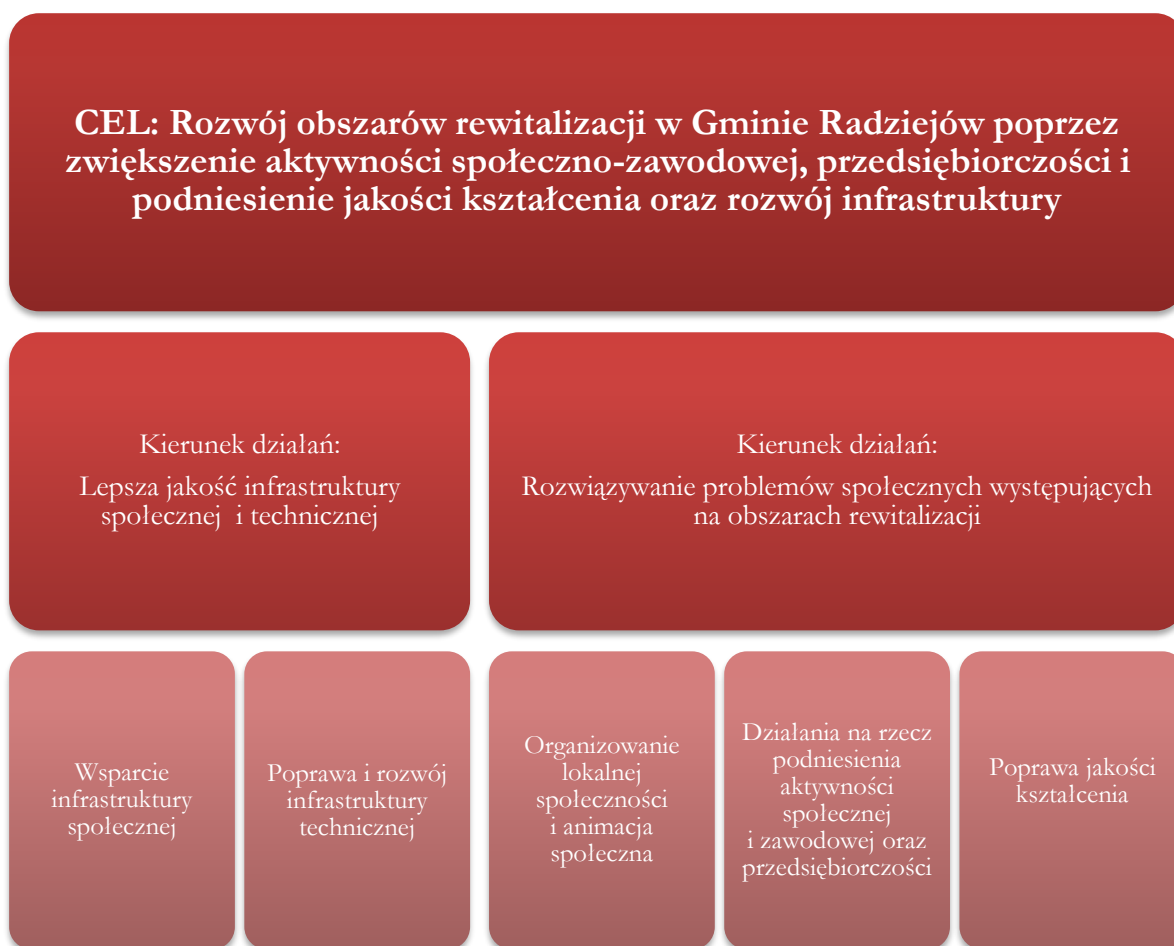 CEL: Rozwój obszarów rewitalizacji w Gminie Radziejów poprzez
zwiększenie aktywności społeczno-zawodowej, przedsiębiorczości i
podniesienie jakości kształcenia oraz rozwój infrastruktury
Kierunek działań:
Lepsza jakość infrastruktury
społecznej i technicznej
Kierunek działań:
Rozwiązywanie problemów społecznych występujących
na obszarach rewitalizacji
Wsparcie
infrastruktury
społecznej
Poprawa i rozwój
infrastruktury
technicznej
Organizowanie
lokalnej
społeczności
i animacja
społeczna
Działania na rzecz
podniesienia
aktywności
społecznej
i zawodowej oraz
przedsiębiorczości
Poprawa jakości
kształcenia